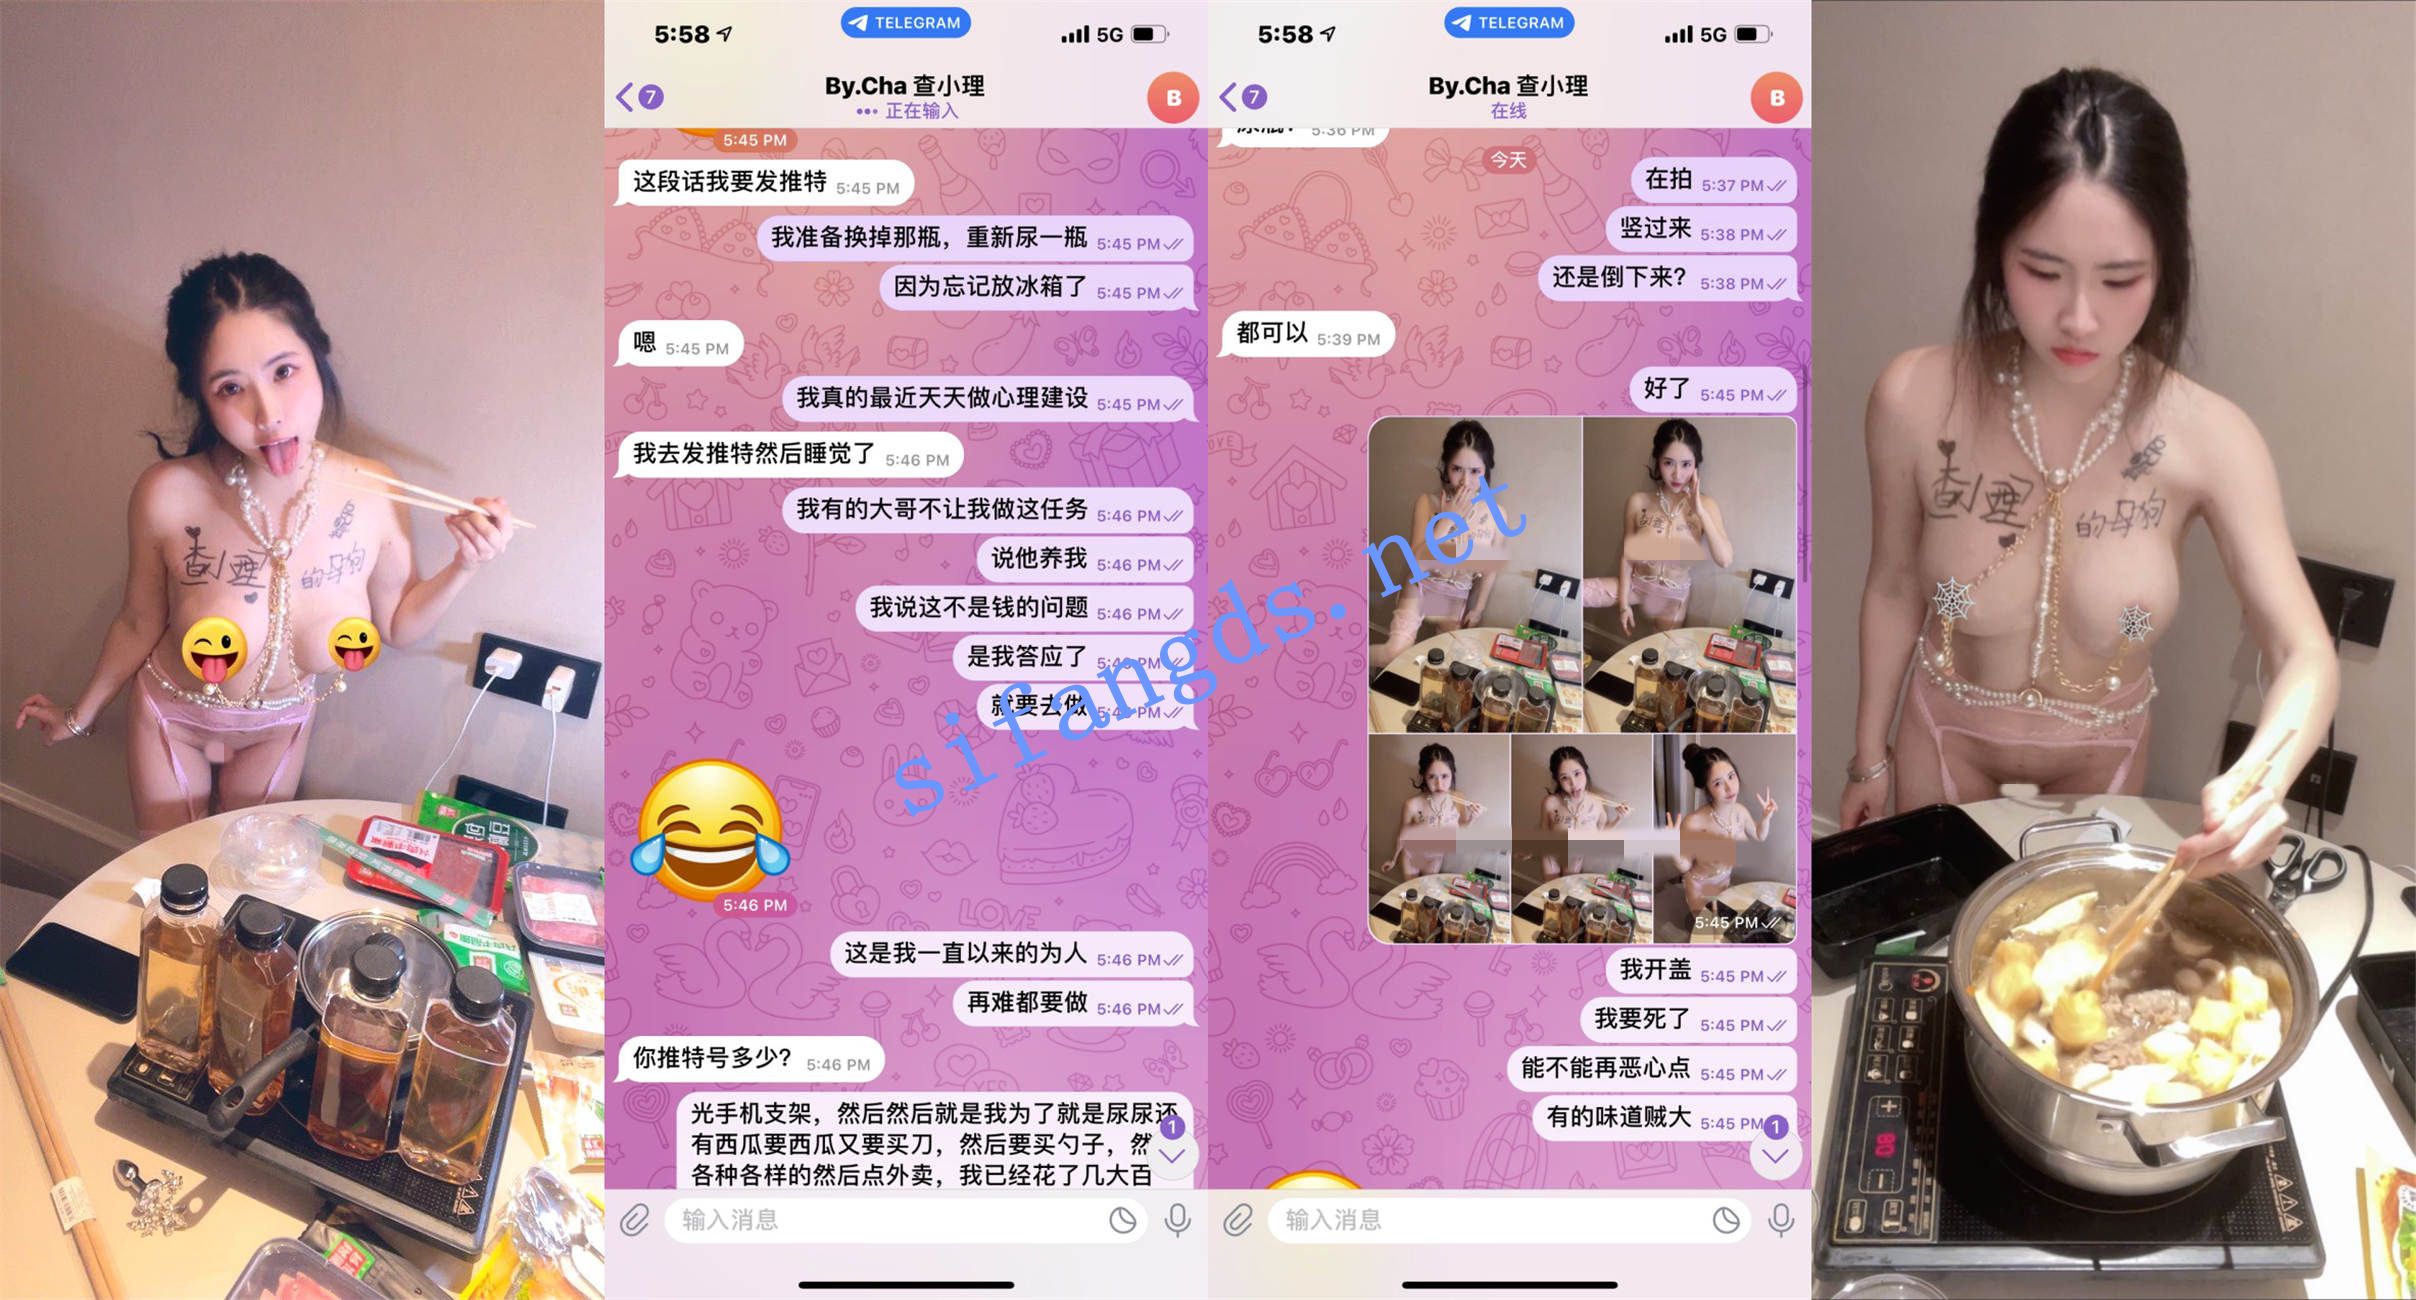 查小理
的母狗
5:58
TELEGRAM
5G
7
By.Cha 查小理
正在输入
B
5:45 PM
这段话我要发推特 5:45 PM
我准备换掉那瓶，重新尿一瓶 5:45 PM
因为忘记放冰箱了 5:45 PM
嗯 5:45 PM
我真的最近天天做心理建设 5:45 PM
我去发推特然后睡觉了 5:46 PM
我有的大哥不让我做这任务 5:46 PM
说他养我 5:46 PM
我说这不是钱的问题 5:46 PM
是我答应了 5:46 PM
就要去做 5:46 PM
5:46 PM
这是我一直以来的为人 5:46 PM
再难都要做 5:46 PM
你推特号多少？ 5:46 PM
光手机支架，然后然后就是我为了就是尿尿还
有西瓜要西瓜又要买刀，然后要买勺子，然
各种各样的然后点外卖，我已经花了几大百
1
输入消息
5:58
TELEGRAM
5G
7
By.Cha 查小理
在线
B
5:36 PM
今天
在拍 5:37 PM
竖过来 5:38 PM
还是倒下来？ 5:38 PM
都可以 5:39 PM
好了 5:45 PM
5:45 PM
我开盖 5:45 PM
我要死了 5:45 PM
能不能再恶心点 5:45 PM
有的味道贼大 5:45 PM
1
输入消息
sifangds.net
查小理
的母狗
80